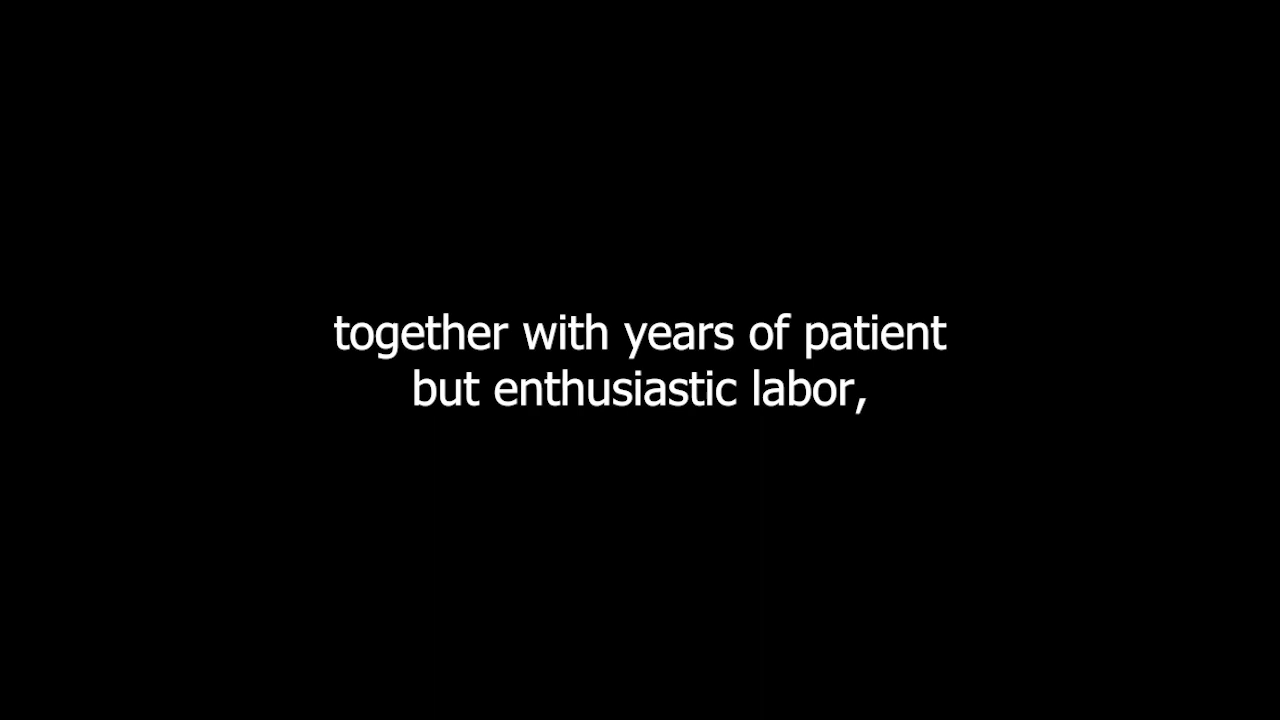 together with years of patient
but enthusiastic labor,